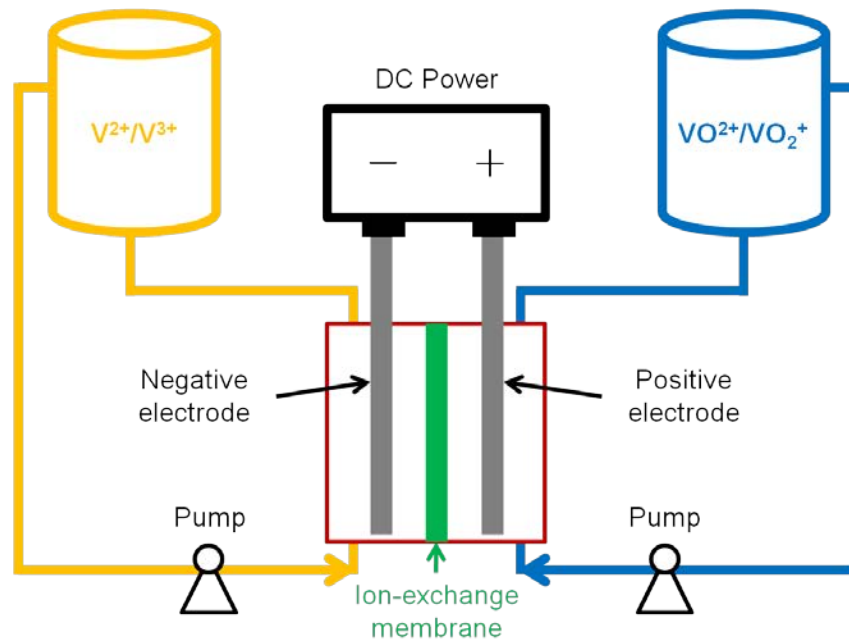 DC Power
− +
V²⁺/V³⁺
VO²⁺/VO₂⁺
Negative
electrode
Positive
electrode
Pump
Pump
Ion-exchange
membrane